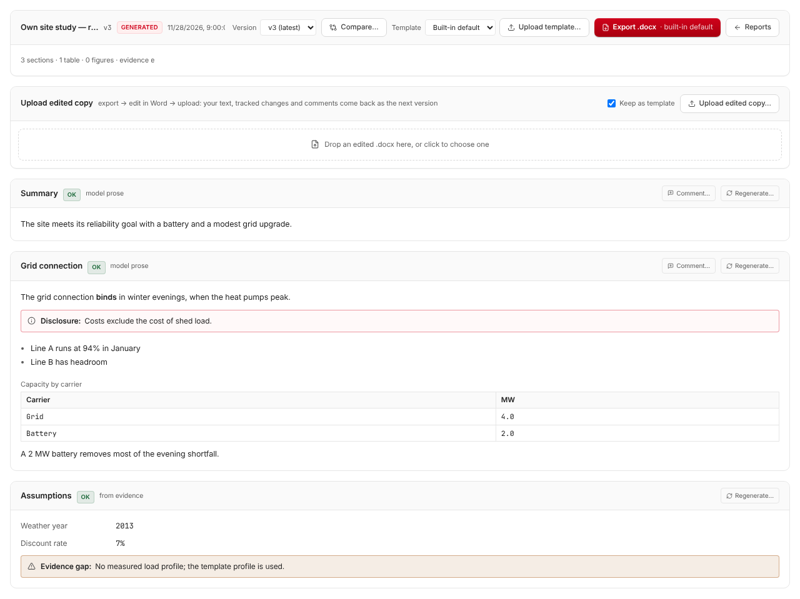 Own site study — r... v3 GENERATED 11/28/2026, 9:00:0 Version v3 (latest) Compare... Template Built-in default Upload template... Export .docx · built-in default Reports
3 sections · 1 table · 0 figures · evidence e
Upload edited copy export → edit in Word → upload: your text, tracked changes and comments come back as the next version Keep as template Upload edited copy...
Drop an edited .docx here, or click to choose one
Summary OK model prose Comment... Regenerate...
The site meets its reliability goal with a battery and a modest grid upgrade.
Grid connection OK model prose Comment... Regenerate...
The grid connection binds in winter evenings, when the heat pumps peak.
Disclosure: Costs exclude the cost of shed load.
• Line A runs at 94% in January
• Line B has headroom
Capacity by carrier
Carrier MW
Grid 4.0
Battery 2.0
A 2 MW battery removes most of the evening shortfall.
Assumptions OK from evidence Regenerate...
Weather year 2013
Discount rate 7%
Evidence gap: No measured load profile; the template profile is used.